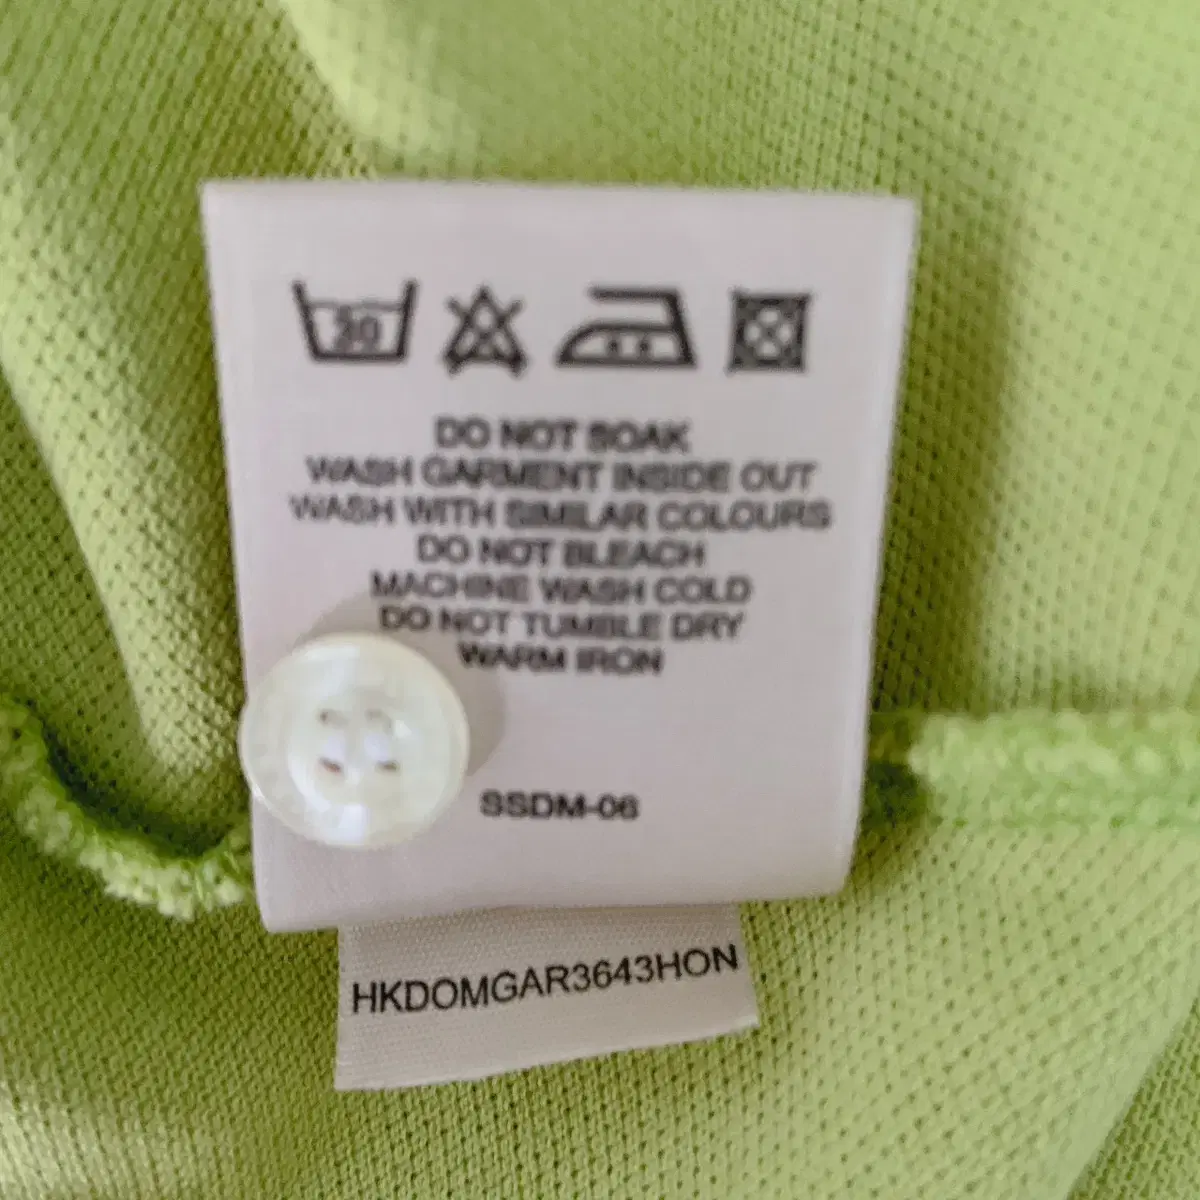 30
DO NOT SOAK
WASH GARMENT INSIDE OUT
WASH WITH SIMILAR COLOURS
DO NOT BLEACH
MACHINE WASH COLD
DO NOT TUMBLE DRY
WARM IRON
SSDM-06
HKDOMGAR3643HON